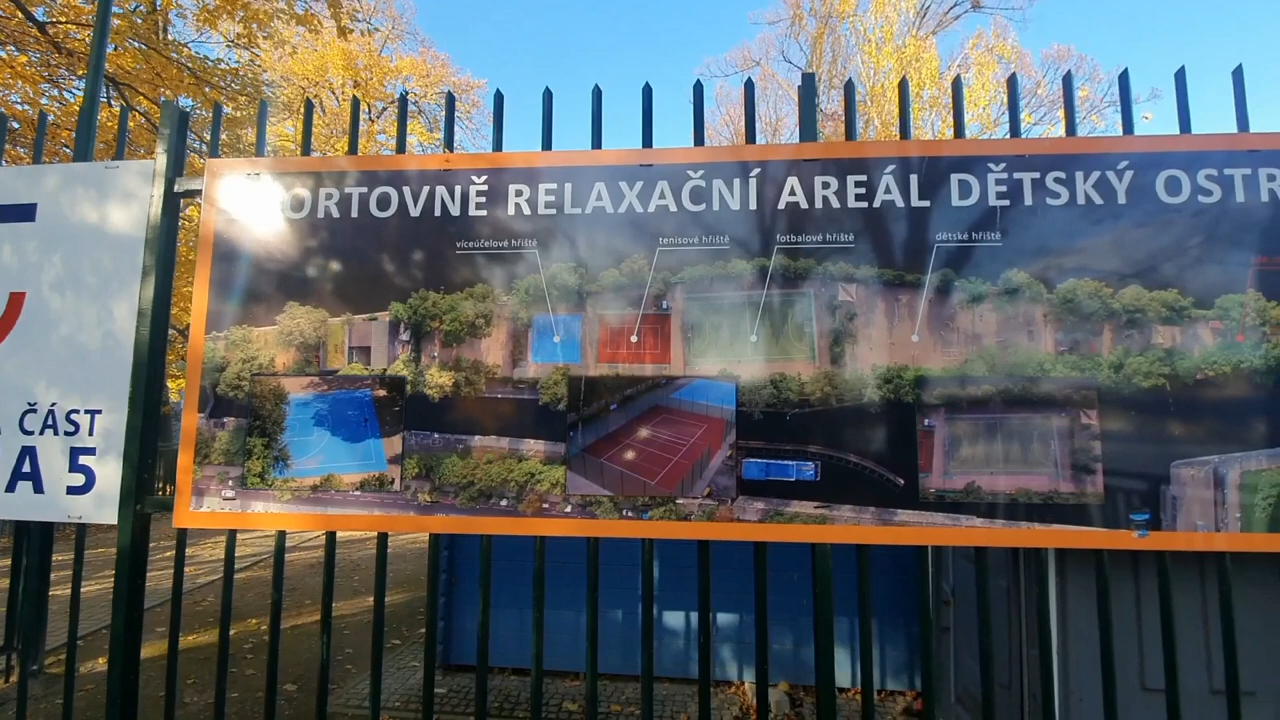 ORTOVNĚ RELAXAČNÍ AREÁL DĚTSKÝ OSTR
víceúčelové hřiště
tenisové hřiště
fotbalové hřiště
dětské hřiště
ČÁST
A 5